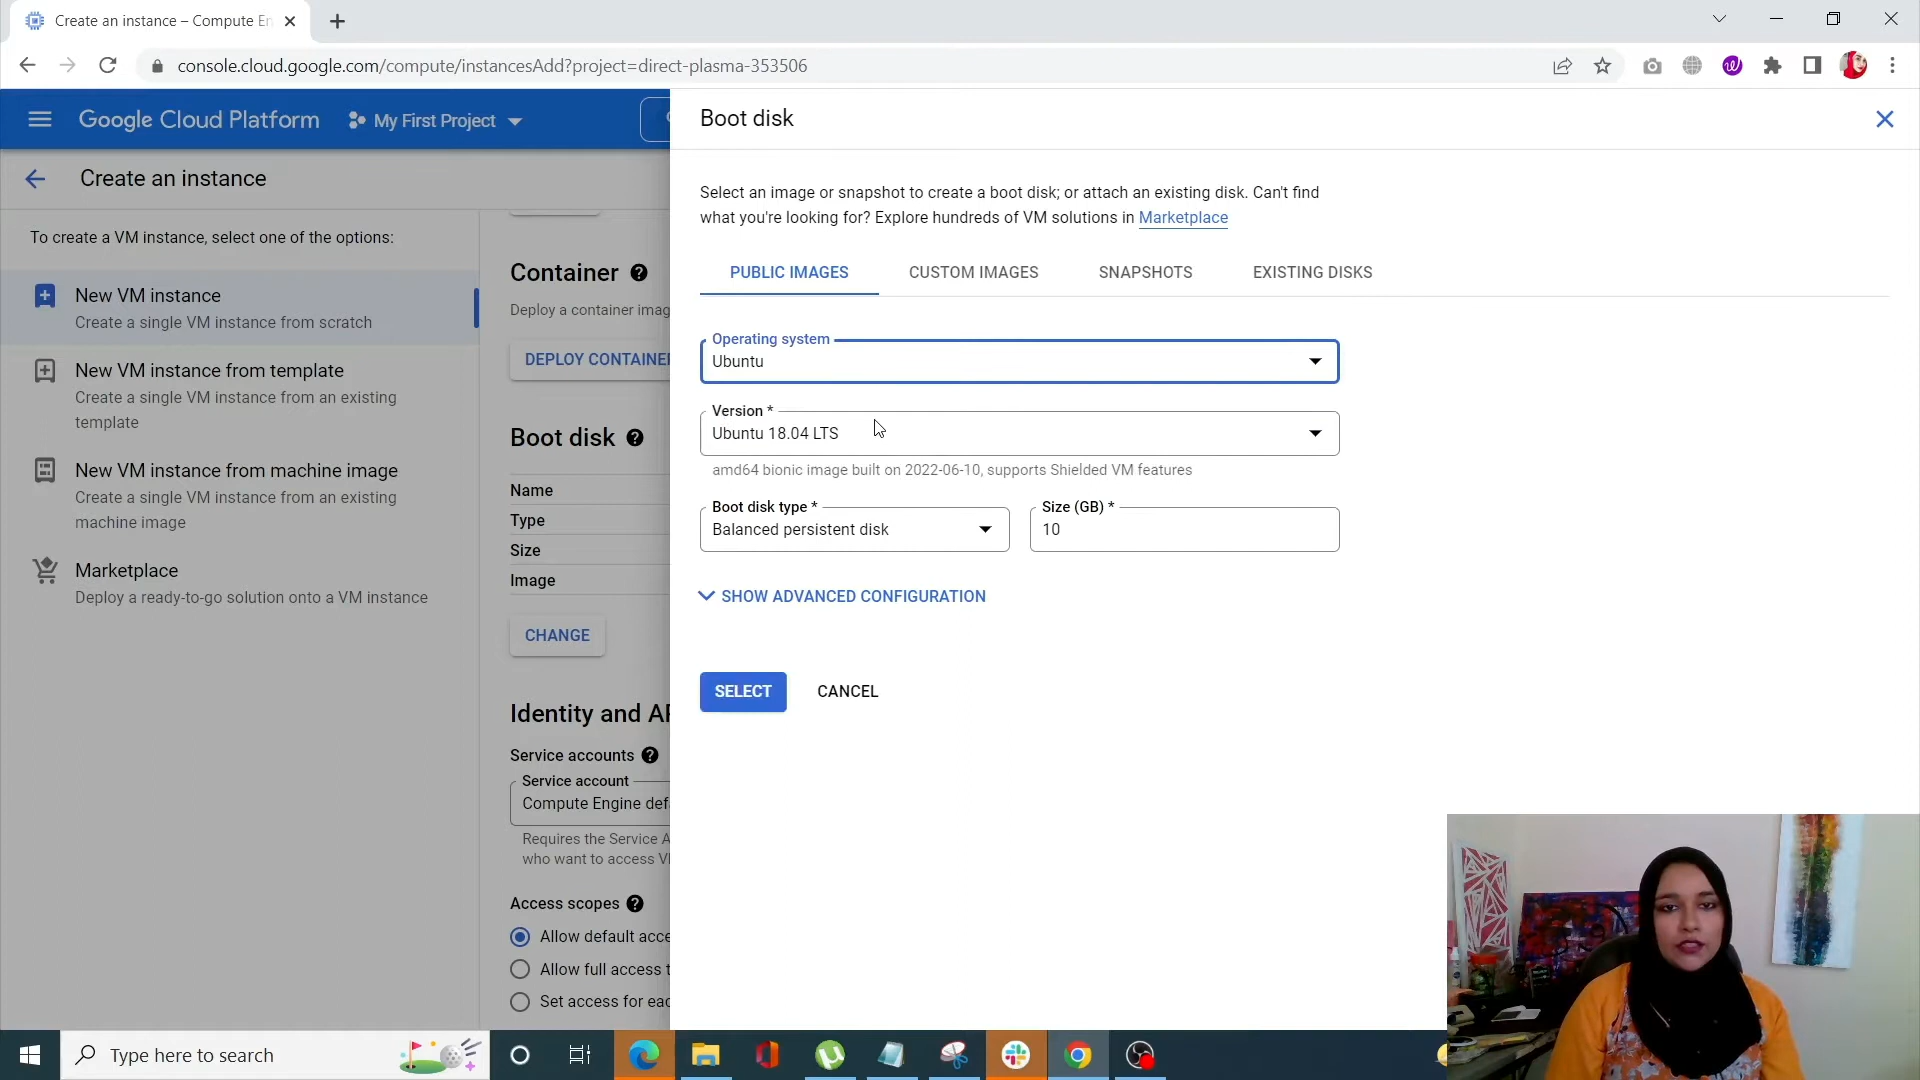 Create an instance – Compute En
console.cloud.google.com/compute/instancesAdd?project=direct-plasma-353506
Google Cloud Platform
My First Project
Create an instance
To create a VM instance, select one of the options:
New VM instance
Create a single VM instance from scratch
New VM instance from template
Create a single VM instance from an existing
template
New VM instance from machine image
Create a single VM instance from an existing
machine image
Marketplace
Deploy a ready-to-go solution onto a VM instance
Container
Deploy a container imag
DEPLOY CONTAINER
Boot disk
Name
Type
Size
Image
CHANGE
Identity and AP
Service accounts
Service account
Compute Engine def
Requires the Service A
who want to access V
Access scopes
Allow default acce
Allow full access t
Set access for eac
Boot disk
Select an image or snapshot to create a boot disk; or attach an existing disk. Can't find
what you're looking for? Explore hundreds of VM solutions in Marketplace
PUBLIC IMAGES
CUSTOM IMAGES
SNAPSHOTS
EXISTING DISKS
Operating system
Ubuntu
Version *
Ubuntu 18.04 LTS
amd64 bionic image built on 2022-06-10, supports Shielded VM features
Boot disk type *
Balanced persistent disk
Size (GB) *
10
SHOW ADVANCED CONFIGURATION
SELECT
CANCEL
Type here to search